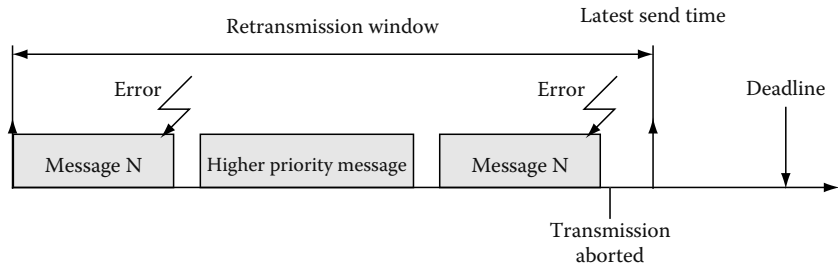 Latest send time
Retransmission window
Error
Error
Deadline
Message N
Higher priority message
Message N
Transmission
aborted